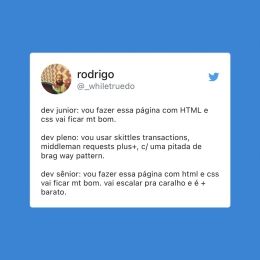 rodrigo
@_whiletruedo
dev junior: vou fazer essa página com HTML e
css vai ficar mt bom.
dev pleno: vou usar skittles transactions,
middleman requests plus+, c/ uma pitada de
brag way pattern.
dev sênior: vou fazer essa página com html e css
vai ficar mt bom. vai escalar pra caralho e é +
barato.